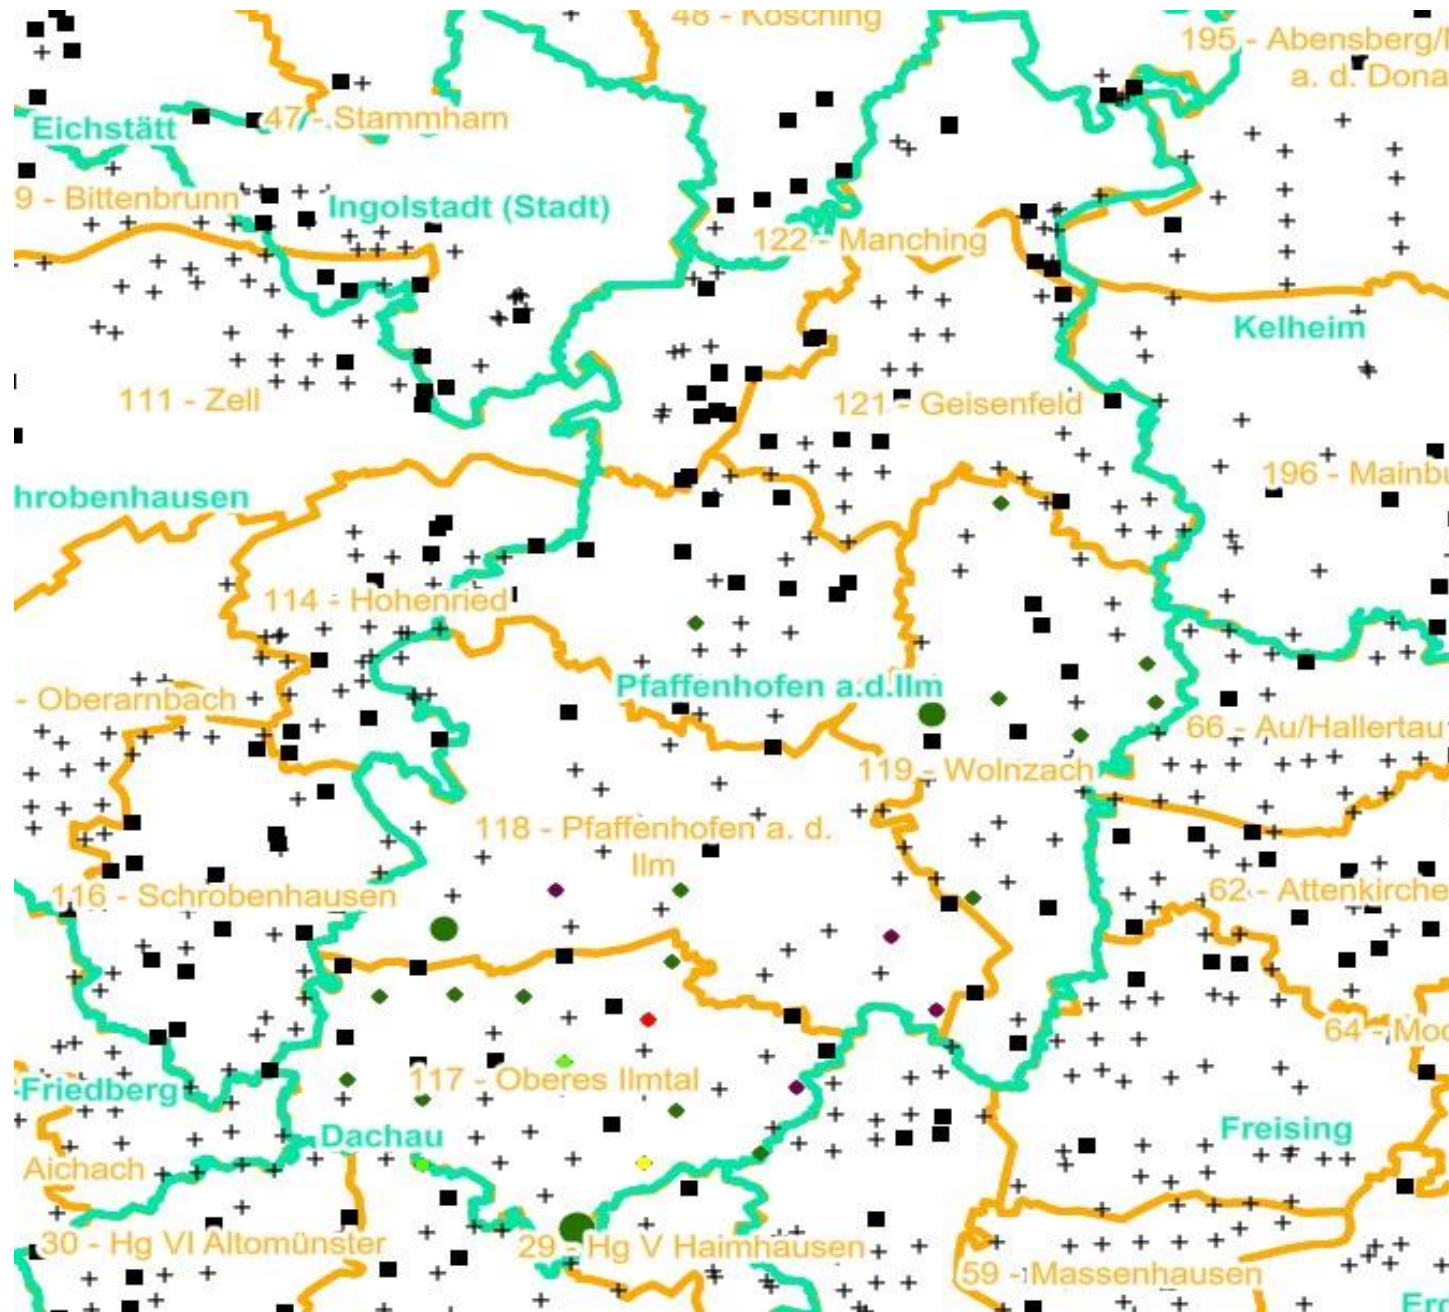 48 - Kösching
195 - Abensberg/
a. d. Dona
47 - Stammham
Eichstätt
9 - Bittenbrunn
Ingolstadt (Stadt)
122 - Manching
Kelheim
111 - Zell
121 - Geisenfeld
196 - Mainbu
hrobenhausen
114 - Hohenried
- Oberarnbach
Pfaffenhofen a.d.Ilm
66 - Au/Hallertau
119 - Wolnzach
118 - Pfaffenhofen a. d.
Ilm
116 - Schrobenhausen
62 - Attenkirche
64 - Moo
117 - Oberes Ilmtal
-Friedberg
Dachau
Freising
Aichach
30 - Hg VI Altomünster
29 - Hg V Haimhausen
59 - Massenhausen
Erd